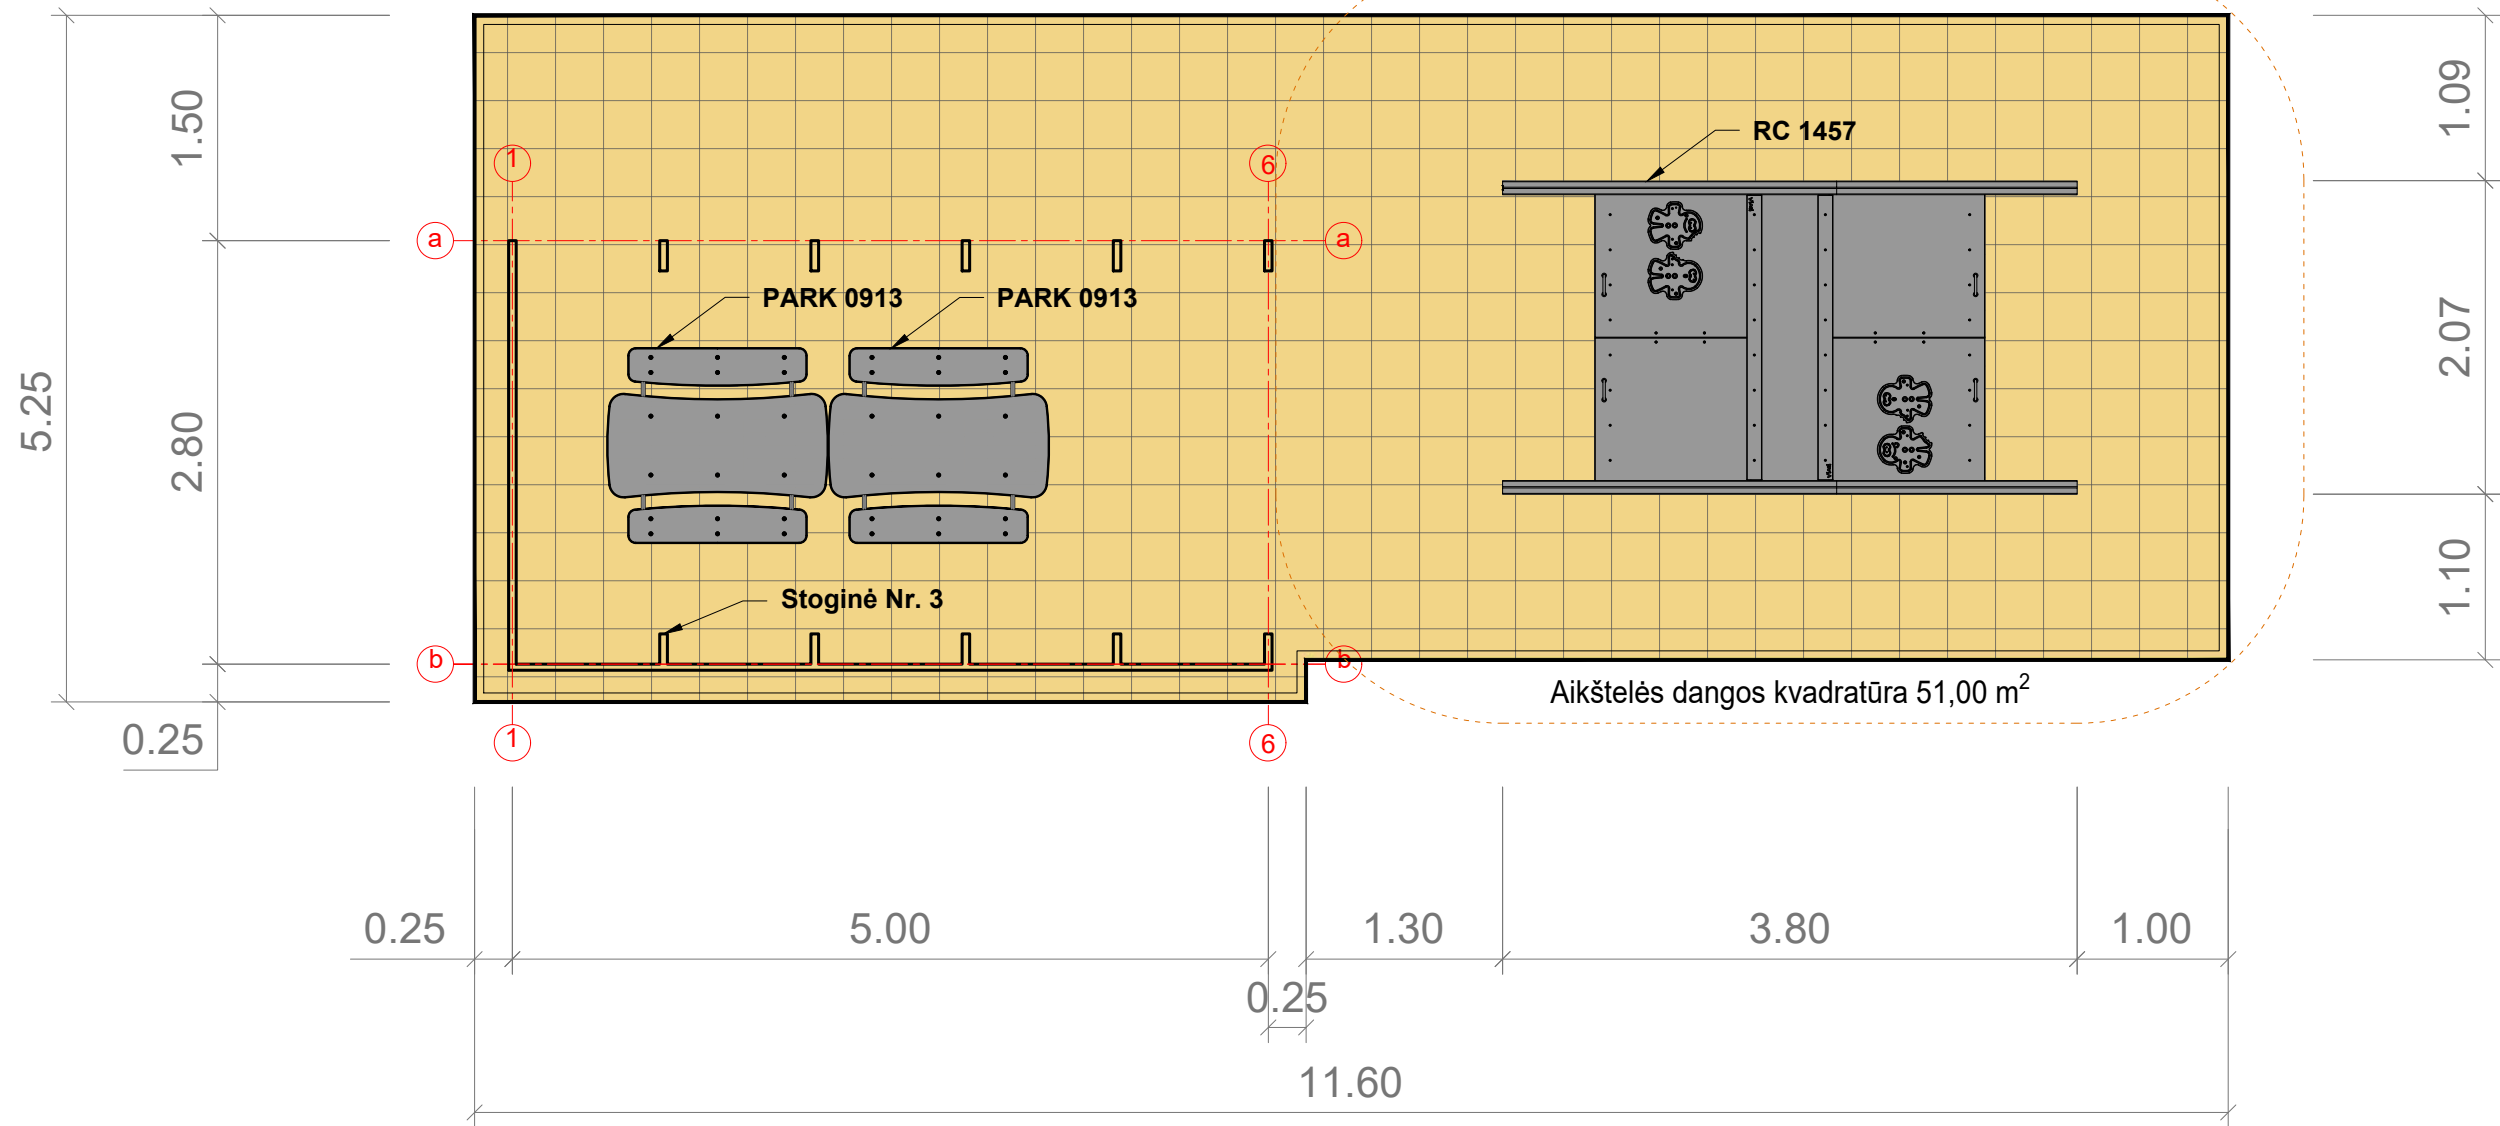 1.50
2.80
5.25
0.25
1.09
2.07
1.10
1
6
a
a
RC 1457
PARK 0913
PARK 0913
Stoginė Nr. 3
b
b
Aikštelės dangos kvadratūra 51,00 m²
1
6
0.25
5.00
1.30
3.80
1.00
0.25
11.60